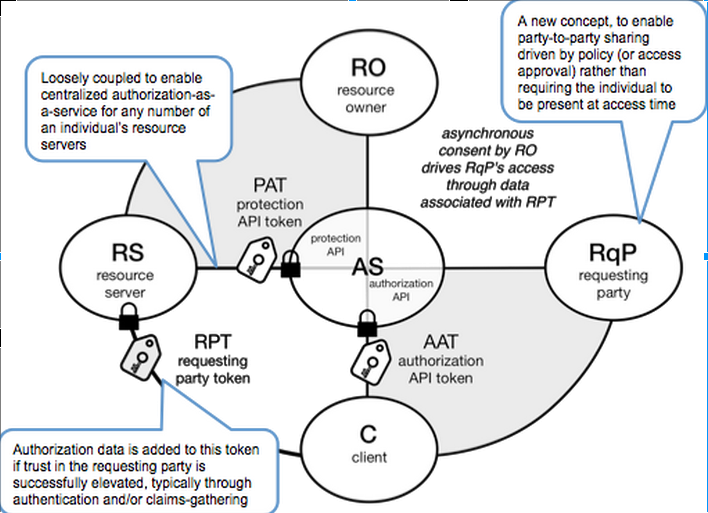 A new concept, to enable
party-to-party sharing
driven by policy (or access
approval) rather than
requiring the individual to
be present at access time
Loosely coupled to enable
centralized authorization-as-
a-service for any number of
an individual's resource
servers
RO
resource
owner
asynchronous
consent by RO
drives RqP's access
through data
associated with RPT
PAT
protection
API token
RS
resource
server
protection
API
AS
authorization
API
RqP
requesting
party
RPT
requesting
party token
AAT
authorization
API token
C
client
Authorization data is added to this token
if trust in the requesting party is
successfully elevated, typically through
authentication and/or claims-gathering